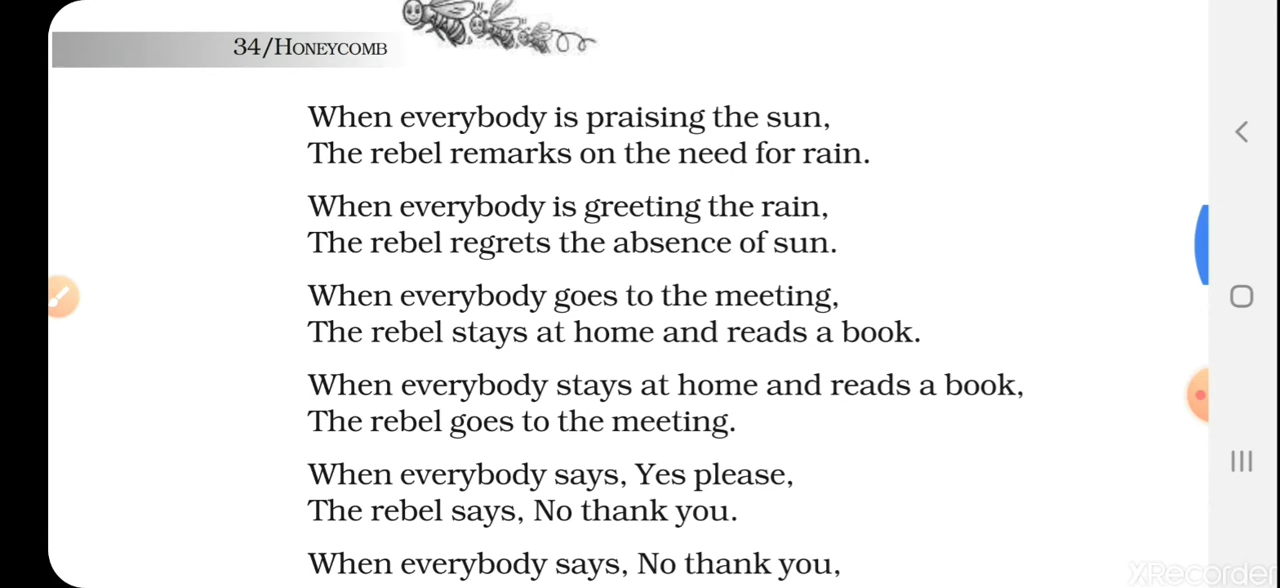 34/HONEYCOMB
When everybody is praising the sun,
The rebel remarks on the need for rain.
When everybody is greeting the rain,
The rebel regrets the absence of sun.
When everybody goes to the meeting,
The rebel stays at home and reads a book.
When everybody stays at home and reads a book,
The rebel goes to the meeting.
When everybody says, Yes please,
The rebel says, No thank you.
When everybody says, No thank you,
XRecorder